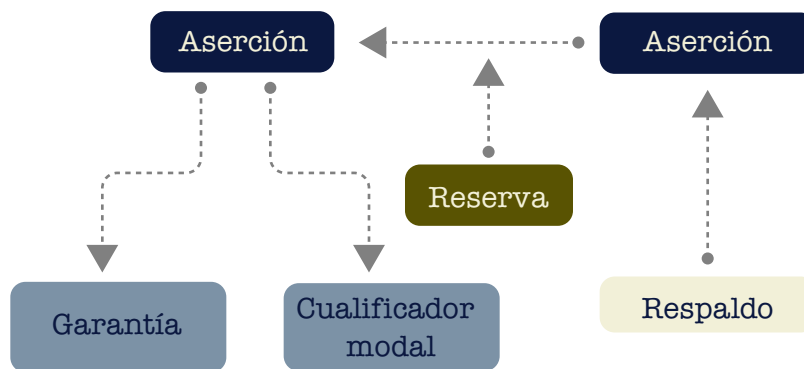 Aserción
Aserción
Reserva
Garantía
Cualificador
modal
Respaldo